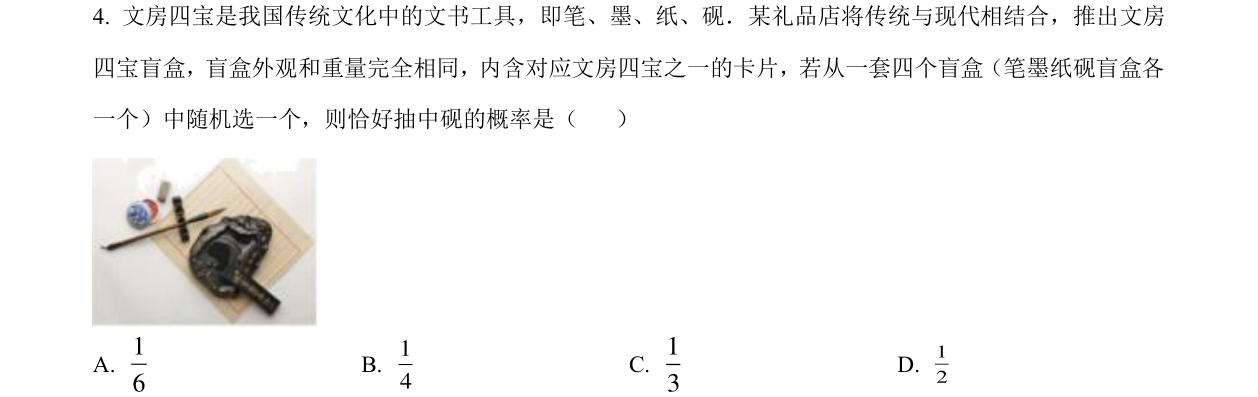 4. 文房四宝是我国传统文化中的文书工具，即笔、墨、纸、砚．某礼品店将传统与现代相结合，推出文房
四宝盲盒，盲盒外观和重量完全相同，内含对应文房四宝之一的卡片，若从一套四个盲盒（笔墨纸砚盲盒各
一个）中随机选一个，则恰好抽中砚的概率是（　　）
A. 1/6 B. 1/4 C. 1/3 D. 1/2